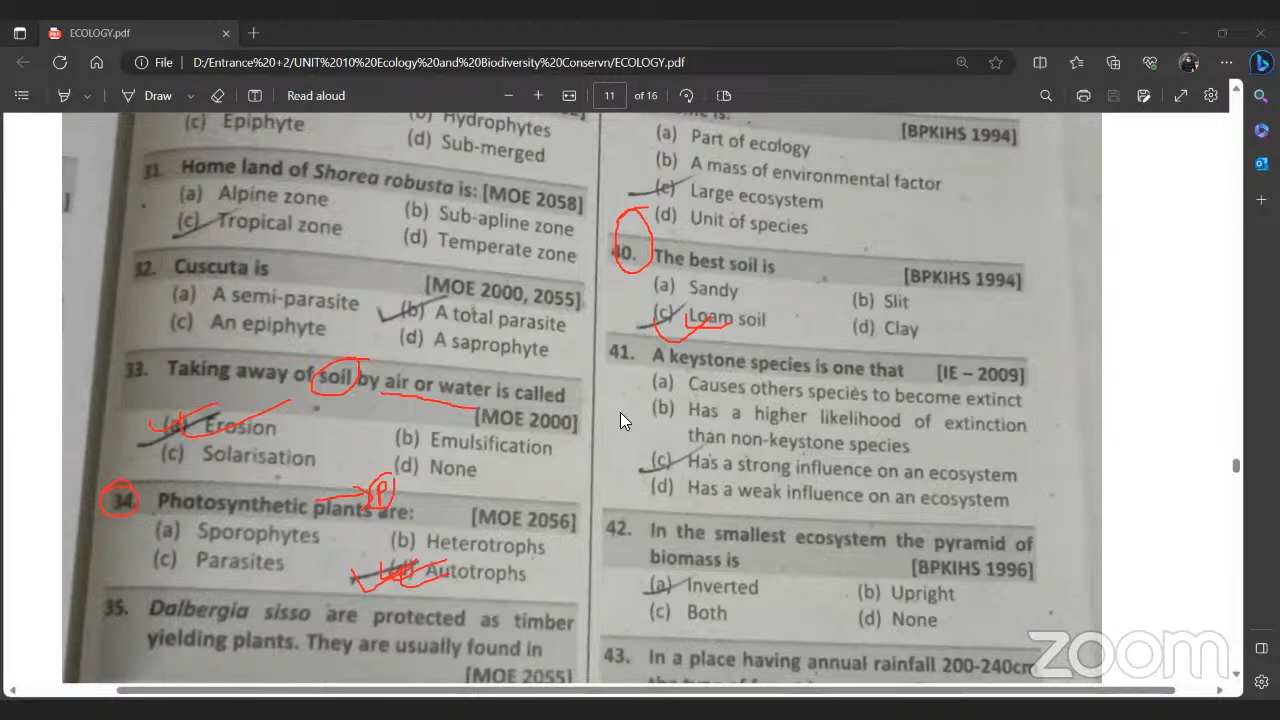 ECOLOGY.pdf
File
D:/Entrance%20+2/UNIT%2010%20Ecology%20and%20Biodiversity%20Conservn/ECOLOGY.pdf
Draw
Read aloud
11 of 16
(c) Epiphyte
(b) Hydrophytes
(d) Sub-merged
31. Home land of Shorea robusta is: [MOE 2058]
(a) Alpine zone
(b) Sub-apline zone
(c) Tropical zone
(d) Temperate zone
32. Cuscuta is
[MOE 2000, 2055]
(a) A semi-parasite
(b) A total parasite
(c) An epiphyte
(d) A saprophyte
33. Taking away of soil by air or water is called
[MOE 2000]
(a) Erosion
(b) Emulsification
(c) Solarisation
(d) None
P
34. Photosynthetic plants are:
[MOE 2056]
(a) Sporophytes
(b) Heterotrophs
(c) Parasites
(d) Autotrophs
35. Dalbergia sisso are protected as timber
yielding plants. They are usually found in
[MOE 2055]
is:
[BPKIHS 1994]
(a) Part of ecology
(b) A mass of environmental factor
(c) Large ecosystem
(d) Unit of species
40. The best soil is
[BPKIHS 1994]
(a) Sandy
(b) Slit
(c) Loam soil
(d) Clay
41. A keystone species is one that [IE – 2009]
(a) Causes others species to become extinct
(b) Has a higher likelihood of extinction
than non-keystone species
(c) Has a strong influence on an ecosystem
(d) Has a weak influence on an ecosystem
42. In the smallest ecosystem the pyramid of
biomass is
[BPKIHS 1996]
(a) Inverted
(b) Upright
(c) Both
(d) None
43. In a place having annual rainfall 200-240cm
zoom